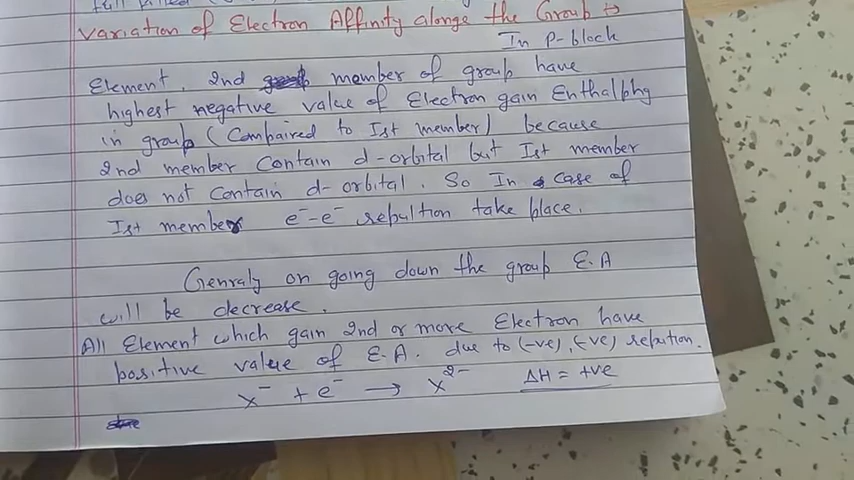 Variation of Electron Affinity alonge the Group
In P-block
Element, 2nd member of group have
highest negative value of Electron gain Enthalphy
in group (Compaired to Ist member) because
2nd member contain d-orbital but Ist member
does not contain d-orbital. So In case of
Ist member e⁻-e⁻ repultion take place.
Genraly on going down the group E.A
will be decrease.
All Element which gain 2nd or more Electron have
positive value of E.A. due to (-ve), (-ve) repultion.
x⁻ + e⁻ → x²⁻ ΔH = +ve